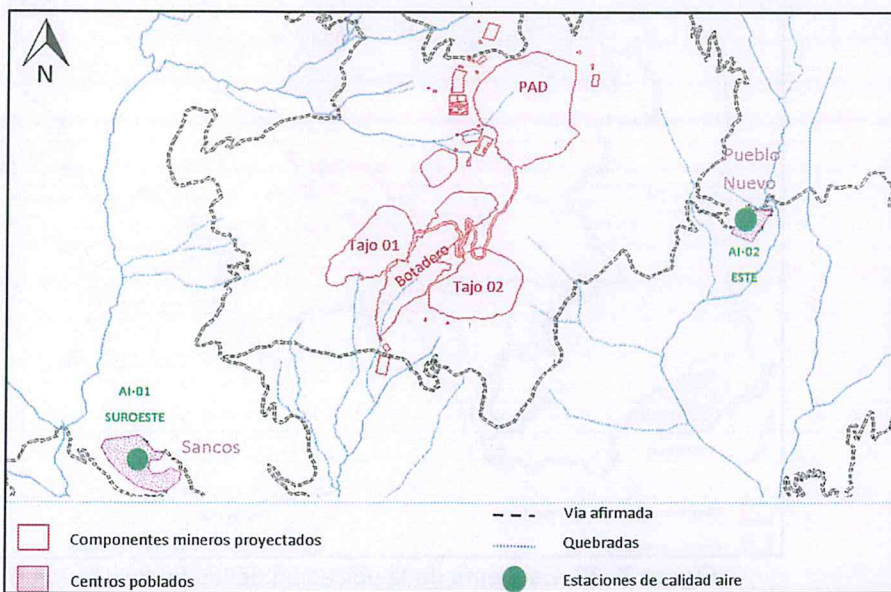 N
PAD
Pueblo
Nuevo
AI-02
ESTE
Tajo 01
Botadero
Tajo 02
AI-01
SUROESTE
Sancos
Componentes mineros proyectados
Centros poblados
Vía afirmada
Quebradas
Estaciones de calidad aire